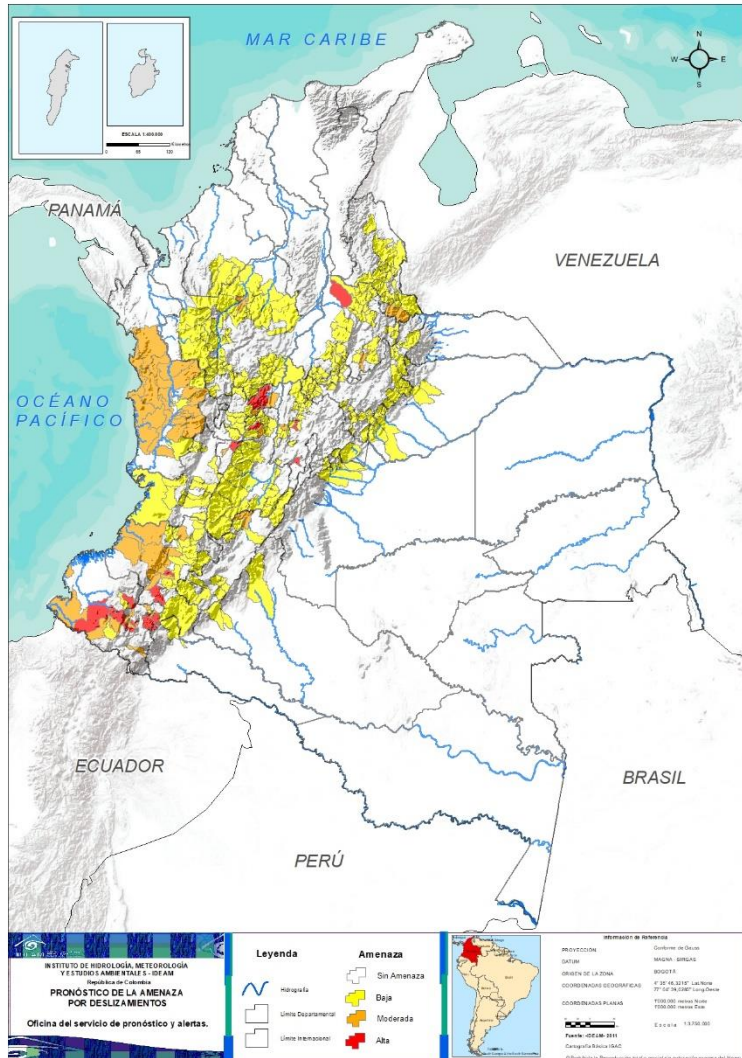 MAR CARIBE
N
W
E
S
ESCALA 1:400.000
PANAMÁ
VENEZUELA
OCÉANO
PACÍFICO
ECUADOR
BRASIL
PERÚ
INSTITUTO DE HIDROLOGÍA, METEOROLOGÍA
Y ESTUDIOS AMBIENTALES - IDEAM
República de Colombia
PRONÓSTICO DE LA AMENAZA
POR DESLIZAMIENTOS
Oficina del servicio de pronóstico y alertas.
Leyenda
Hidrografía
Límite Departamental
Límite Internacional
Amenaza
Sin Amenaza
Baja
Moderada
Alta
Información de Referencia
PROYECCION
DATUM
MAGNA - SIRGAS
ORIGEN DE LA ZONA
BOGOTÁ
COORDENADAS GEOGRÁFICAS
COORDENADAS PLANAS
Escala
Fuente: IDEAM- 2011
Cartografía Básica IGAC